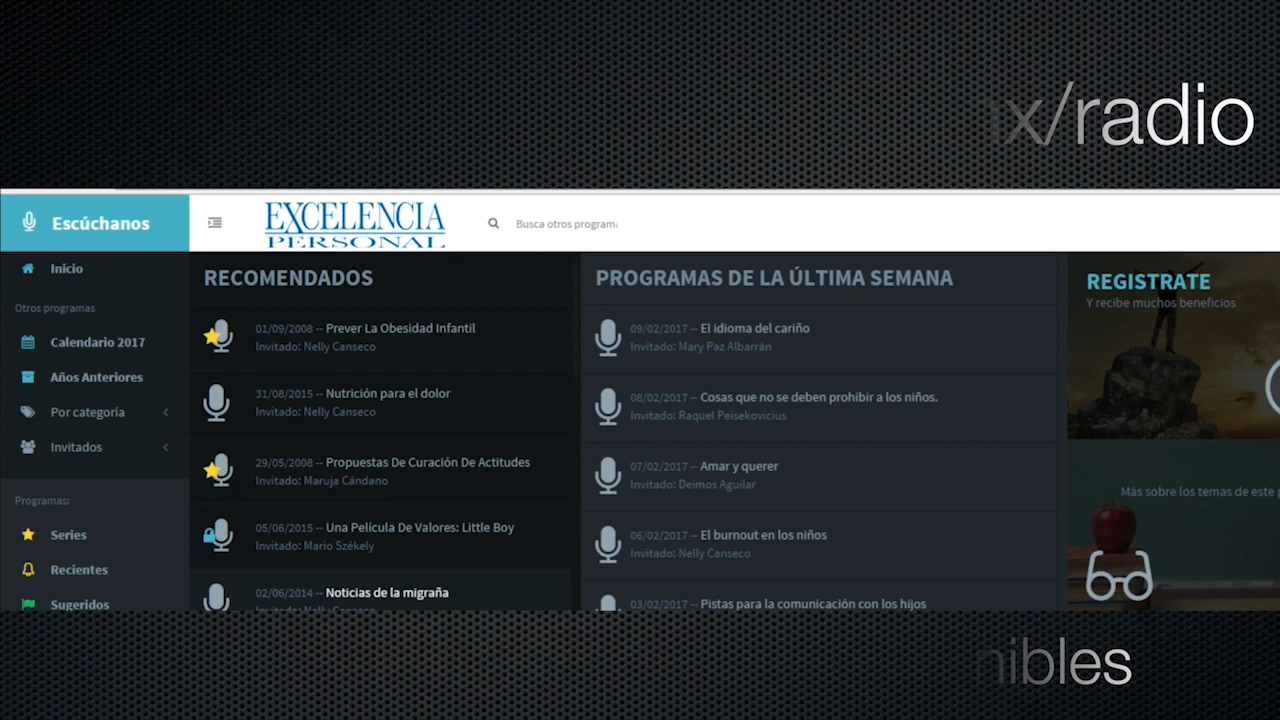 x/radio
Escúchanos
EXCELENCIA
PERSONAL
Busca otros programa
Inicio
Otros programas
Calendario 2017
Años Anteriores
Por categoría
Invitados
Programas:
Series
Recientes
Sugeridos
RECOMENDADOS
01/09/2008 -- Prever La Obesidad Infantil
Invitado: Nelly Canseco
31/08/2015 -- Nutrición para el dolor
Invitado: Nelly Canseco
29/05/2008 -- Propuestas De Curación De Actitudes
Invitado: Maruja Cándano
05/06/2015 -- Una Película De Valores: Little Boy
Invitado: Mario Székely
02/06/2014 -- Noticias de la migraña
Invitado: Nelly Canseco
PROGRAMAS DE LA ÚLTIMA SEMANA
09/02/2017 -- El idioma del cariño
Invitado: Mary Paz Albarrán
08/02/2017 -- Cosas que no se deben prohibir a los niños.
Invitado: Raquel Peisekovicius
07/02/2017 -- Amar y querer
Invitado: Deimos Aguilar
06/02/2017 -- El burnout en los niños
Invitado: Nelly Canseco
03/02/2017 -- Pistas para la comunicación con los hijos
REGISTRATE
Y recibe muchos beneficios
Más sobre los temas de este
nibles